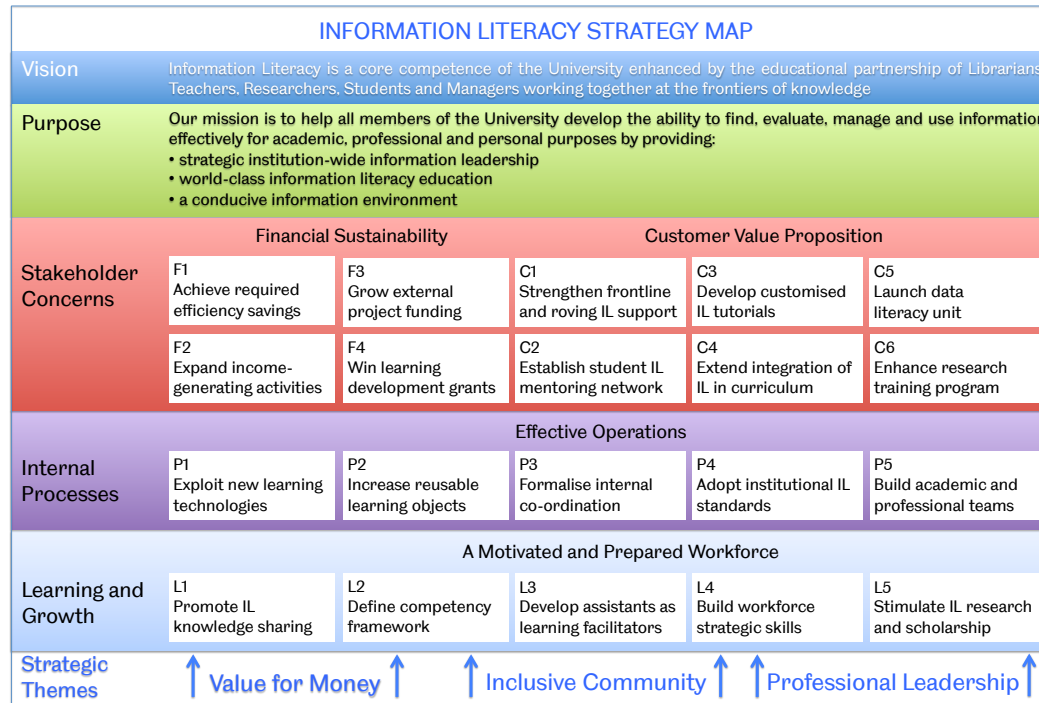 INFORMATION LITERACY STRATEGY MAP
Vision
Information Literacy is a core competence of the University enhanced by the educational partnership of Librarians
Teachers, Researchers, Students and Managers working together at the frontiers of knowledge
Purpose
Our mission is to help all members of the University develop the ability to find, evaluate, manage and use information
effectively for academic, professional and personal purposes by providing:
• strategic institution-wide information leadership
• world-class information literacy education
• a conducive information environment
Stakeholder
Concerns
Financial Sustainability
Customer Value Proposition
F1
Achieve required
efficiency savings
F3
Grow external
project funding
C1
Strengthen frontline
and roving IL support
C3
Develop customised
IL tutorials
C5
Launch data
literacy unit
F2
Expand income-
generating activities
F4
Win learning
development grants
C2
Establish student IL
mentoring network
C4
Extend integration of
IL in curriculum
C6
Enhance research
training program
Internal
Processes
Effective Operations
P1
Exploit new learning
technologies
P2
Increase reusable
learning objects
P3
Formalise internal
co-ordination
P4
Adopt institutional IL
standards
P5
Build academic and
professional teams
Learning and
Growth
A Motivated and Prepared Workforce
L1
Promote IL
knowledge sharing
L2
Define competency
framework
L3
Develop assistants as
learning facilitators
L4
Build workforce
strategic skills
L5
Stimulate IL research
and scholarship
Strategic
Themes
Value for Money
Inclusive Community
Professional Leadership